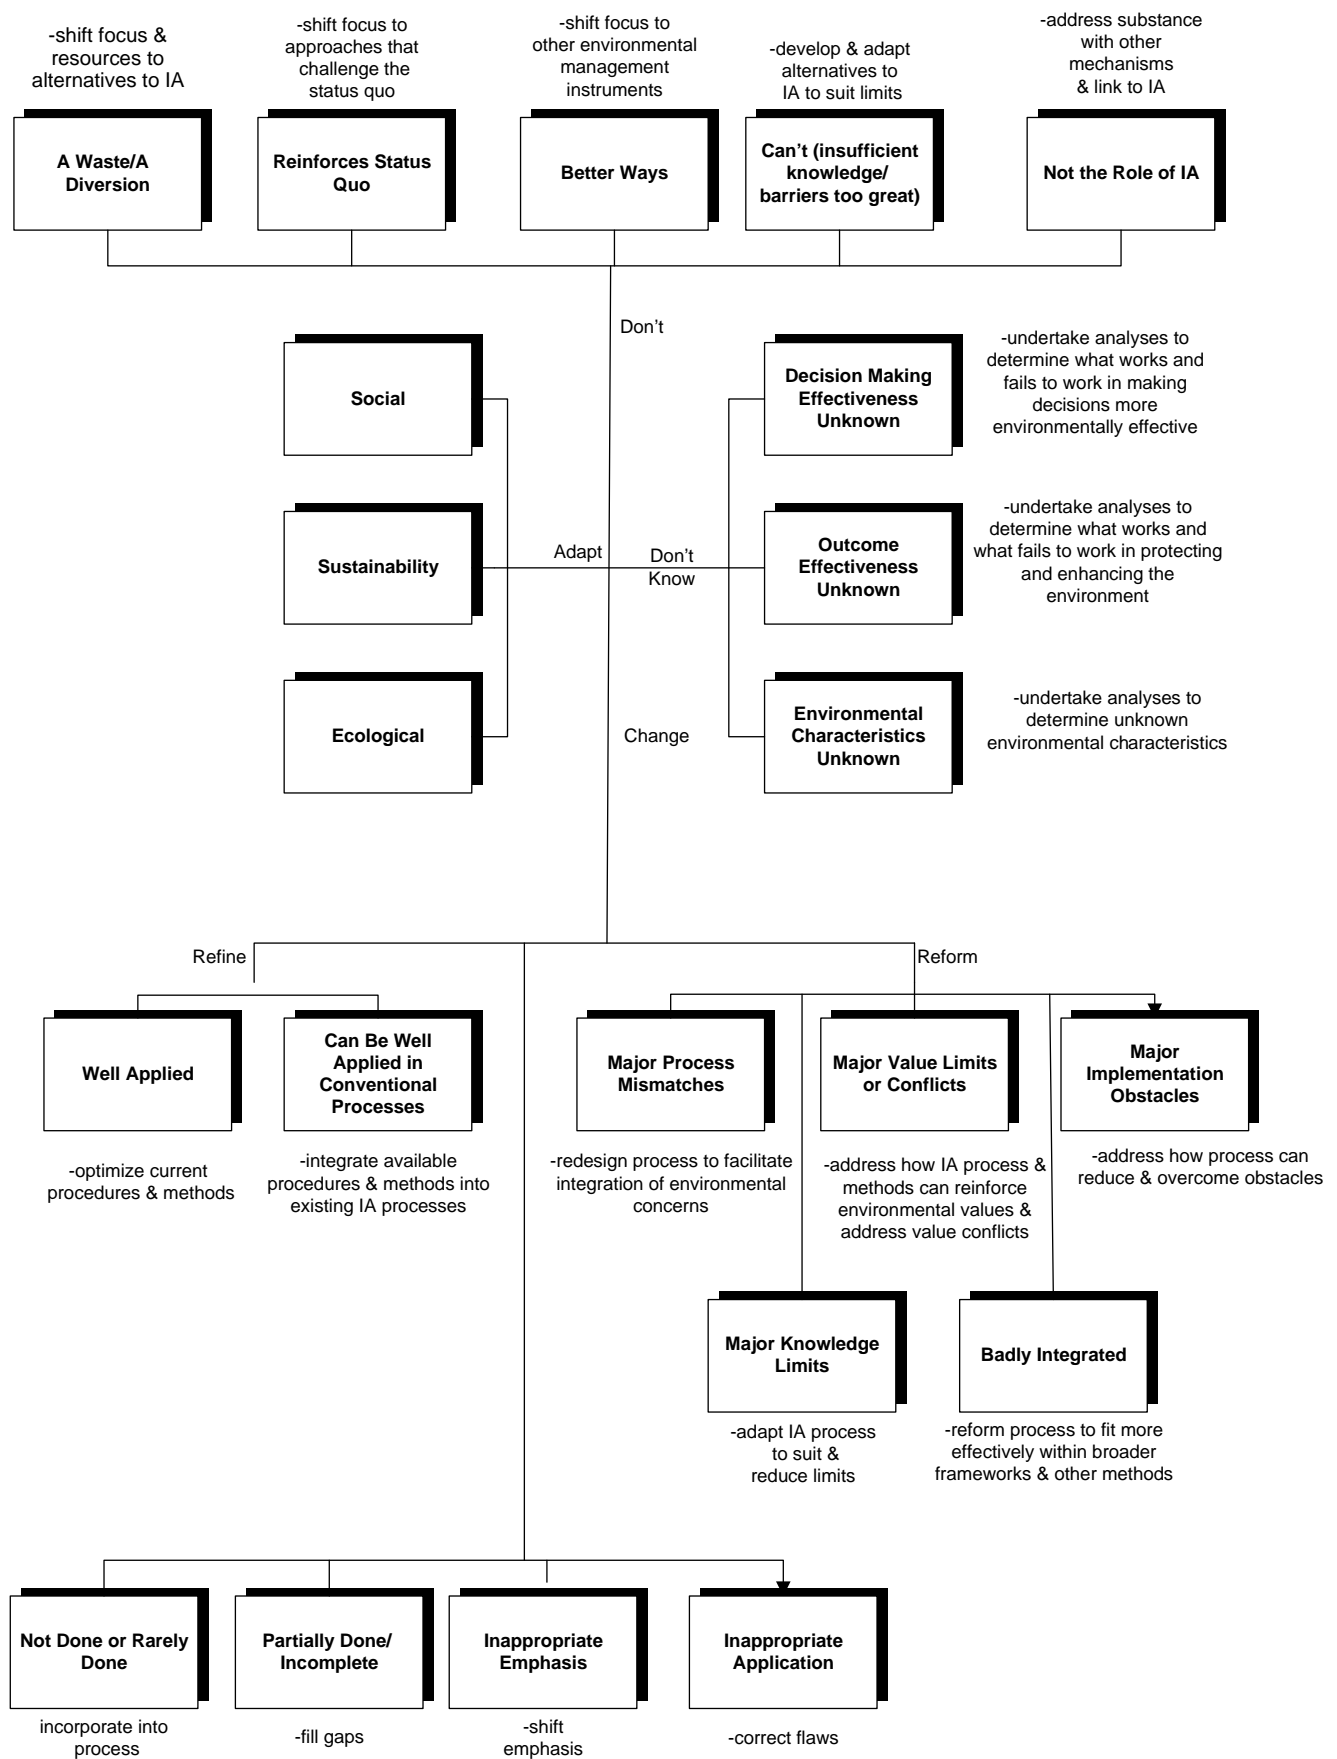 -shift focus &
resources to
alternatives to IA
-shift focus to
approaches that
challenge the
status quo
-shift focus to
other environmental
management
instruments
-develop & adapt
alternatives to
IA to suit limits
-address substance
with other
mechanisms
& link to IA
A Waste/A
Diversion
Reinforces Status
Quo
Better Ways
Can't (insufficient
knowledge/
barriers too great)
Not the Role of IA
Don't
Social
Decision Making
Effectiveness
Unknown
-undertake analyses to
determine what works and
fails to work in making
decisions more
environmentally effective
Sustainability
Adapt
Don't
Know
Outcome
Effectiveness
Unknown
-undertake analyses to
determine what works and
what fails to work in protecting
and enhancing the
environment
Ecological
Change
Environmental
Characteristics
Unknown
-undertake analyses to
determine unknown
environmental characteristics
Refine
Reform
Well Applied
Can Be Well
Applied in
Conventional
Processes
Major Process
Mismatches
Major Value Limits
or Conflicts
Major
Implementation
Obstacles
-optimize current
procedures & methods
-integrate available
procedures & methods into
existing IA processes
-redesign process to facilitate
integration of environmental
concerns
-address how IA process &
methods can reinforce
environmental values &
address value conflicts
-address how process can
reduce & overcome obstacles
Major Knowledge
Limits
Badly Integrated
-adapt IA process
to suit &
reduce limits
-reform process to fit more
effectively within broader
frameworks & other methods
Not Done or Rarely
Done
Partially Done/
Incomplete
Inappropriate
Emphasis
Inappropriate
Application
incorporate into
process
-fill gaps
-shift
emphasis
-correct flaws